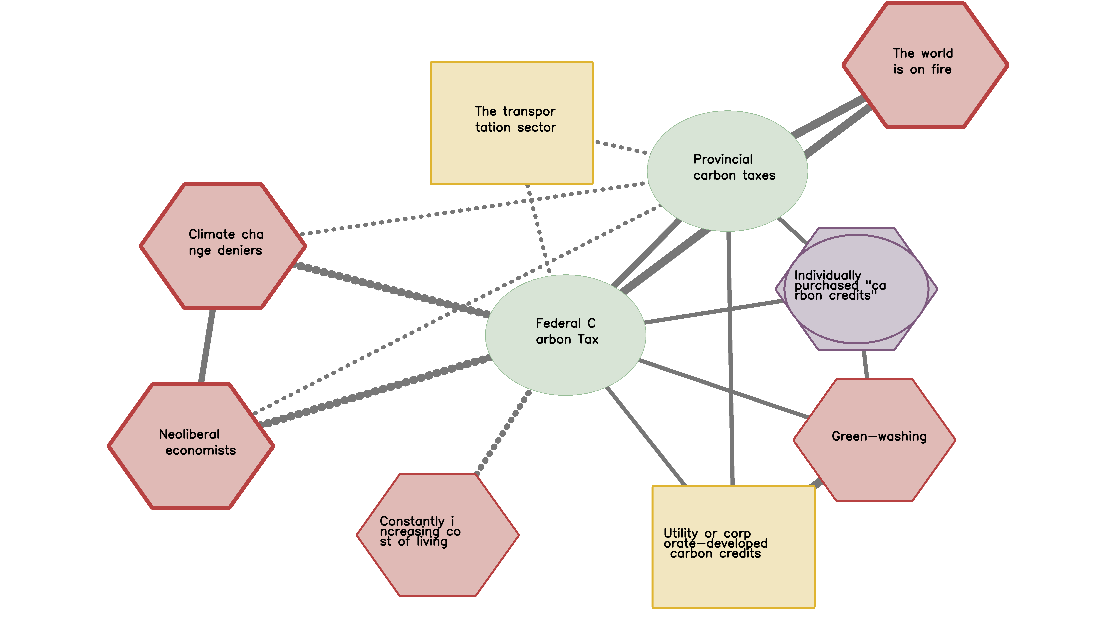 The world
is on fire
The transpor
tation sector
Provincial
carbon taxes
Climate cha
nge deniers
Individually
purchased "ca
rbon credits"
Federal C
arbon Tax
Neoliberal
economists
Green-washing
Constantly i
ncreasing co
st of living
Utility or corp
orate-developed
carbon credits